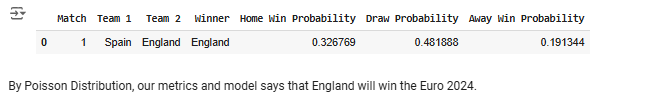 Match Team 1 Team 2 Winner Home Win Probability Draw Probability Away Win Probability
0 1 Spain England England 0.326769 0.481888 0.191344
By Poisson Distribution, our metrics and model says that England will win the Euro 2024.